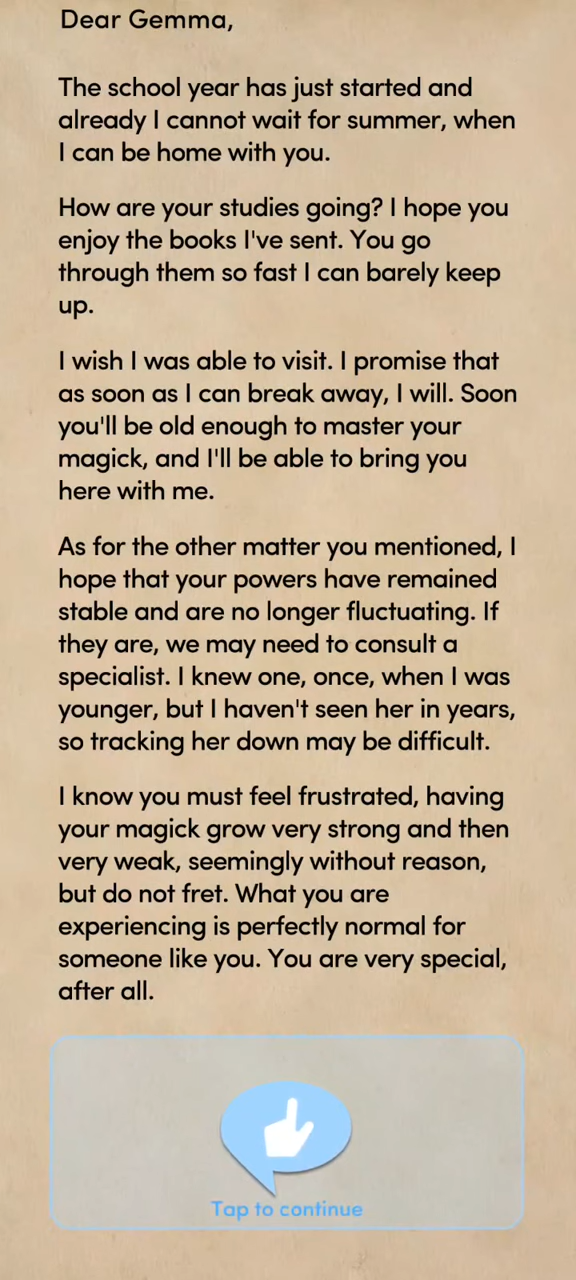 Dear Gemma,
The school year has just started and
already I cannot wait for summer, when
I can be home with you.
How are your studies going? I hope you
enjoy the books I've sent. You go
through them so fast I can barely keep
up.
I wish I was able to visit. I promise that
as soon as I can break away, I will. Soon
you'll be old enough to master your
magick, and I'll be able to bring you
here with me.
As for the other matter you mentioned, I
hope that your powers have remained
stable and are no longer fluctuating. If
they are, we may need to consult a
specialist. I knew one, once, when I was
younger, but I haven't seen her in years,
so tracking her down may be difficult.
I know you must feel frustrated, having
your magick grow very strong and then
very weak, seemingly without reason,
but do not fret. What you are
experiencing is perfectly normal for
someone like you. You are very special,
after all.
Tap to continue